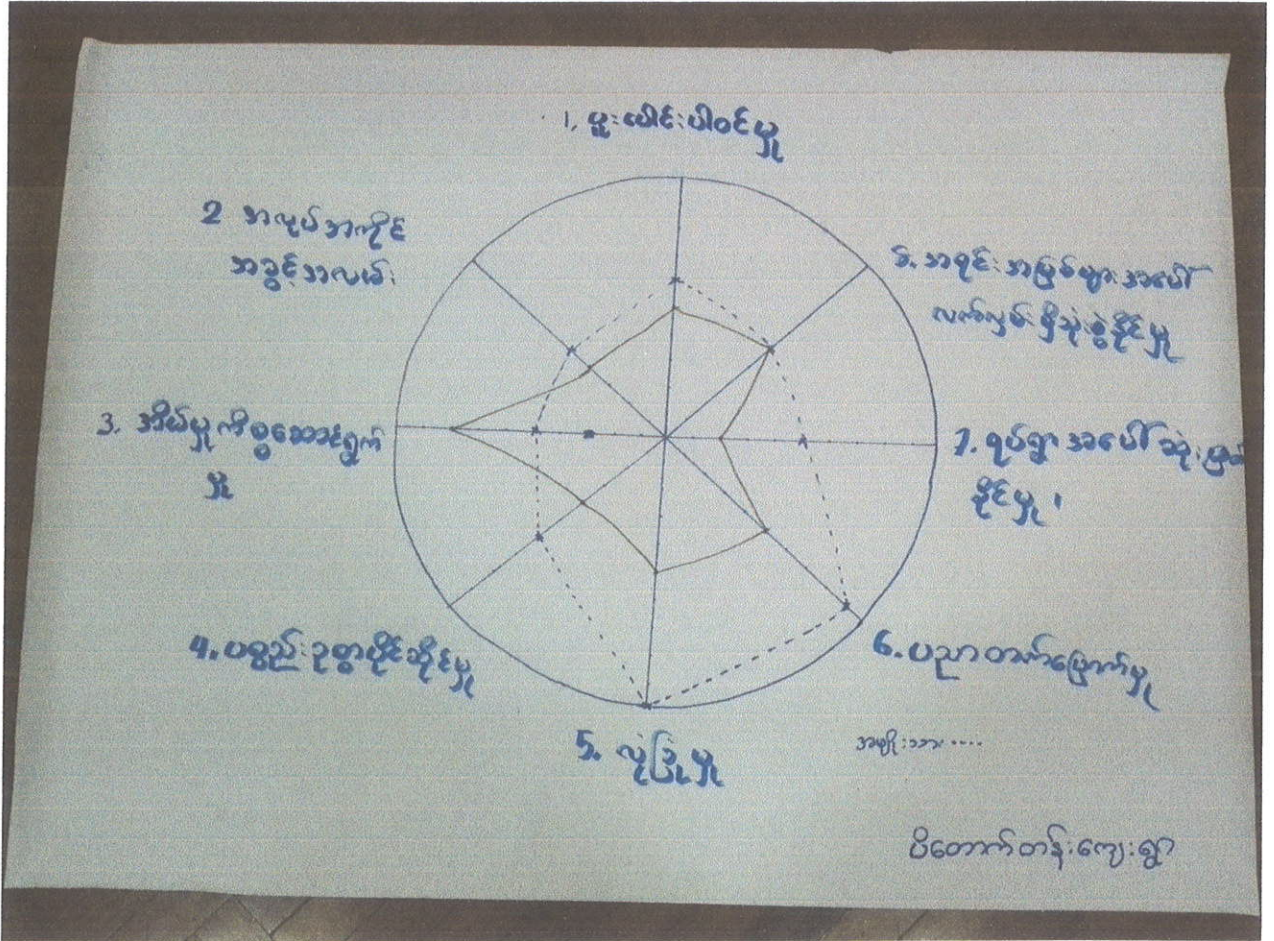 1. ပူးပေါင်းပါဝင်မှု
2 အလုပ်အကိုင်
အခွင့်အလမ်း
3. အိမ်မှုကိစ္စဆောင်ရွက်
မှု
4. ပစ္စည်းဥစ္စာပိုင်ဆိုင်မှု
5. လုံခြုံမှု
6. ပညာတတ်မြောက်မှု
7. ရပ်ရွာအပေါ်ဆုံးဖြတ်
နိုင်မှု။
8. အရင်းအမြစ်များအပေါ်
လက်လှမ်းမှီသုံးစွဲနိုင်မှု
အမျိုးသား ....
ပိတောက်တန်းကျေးရွာ